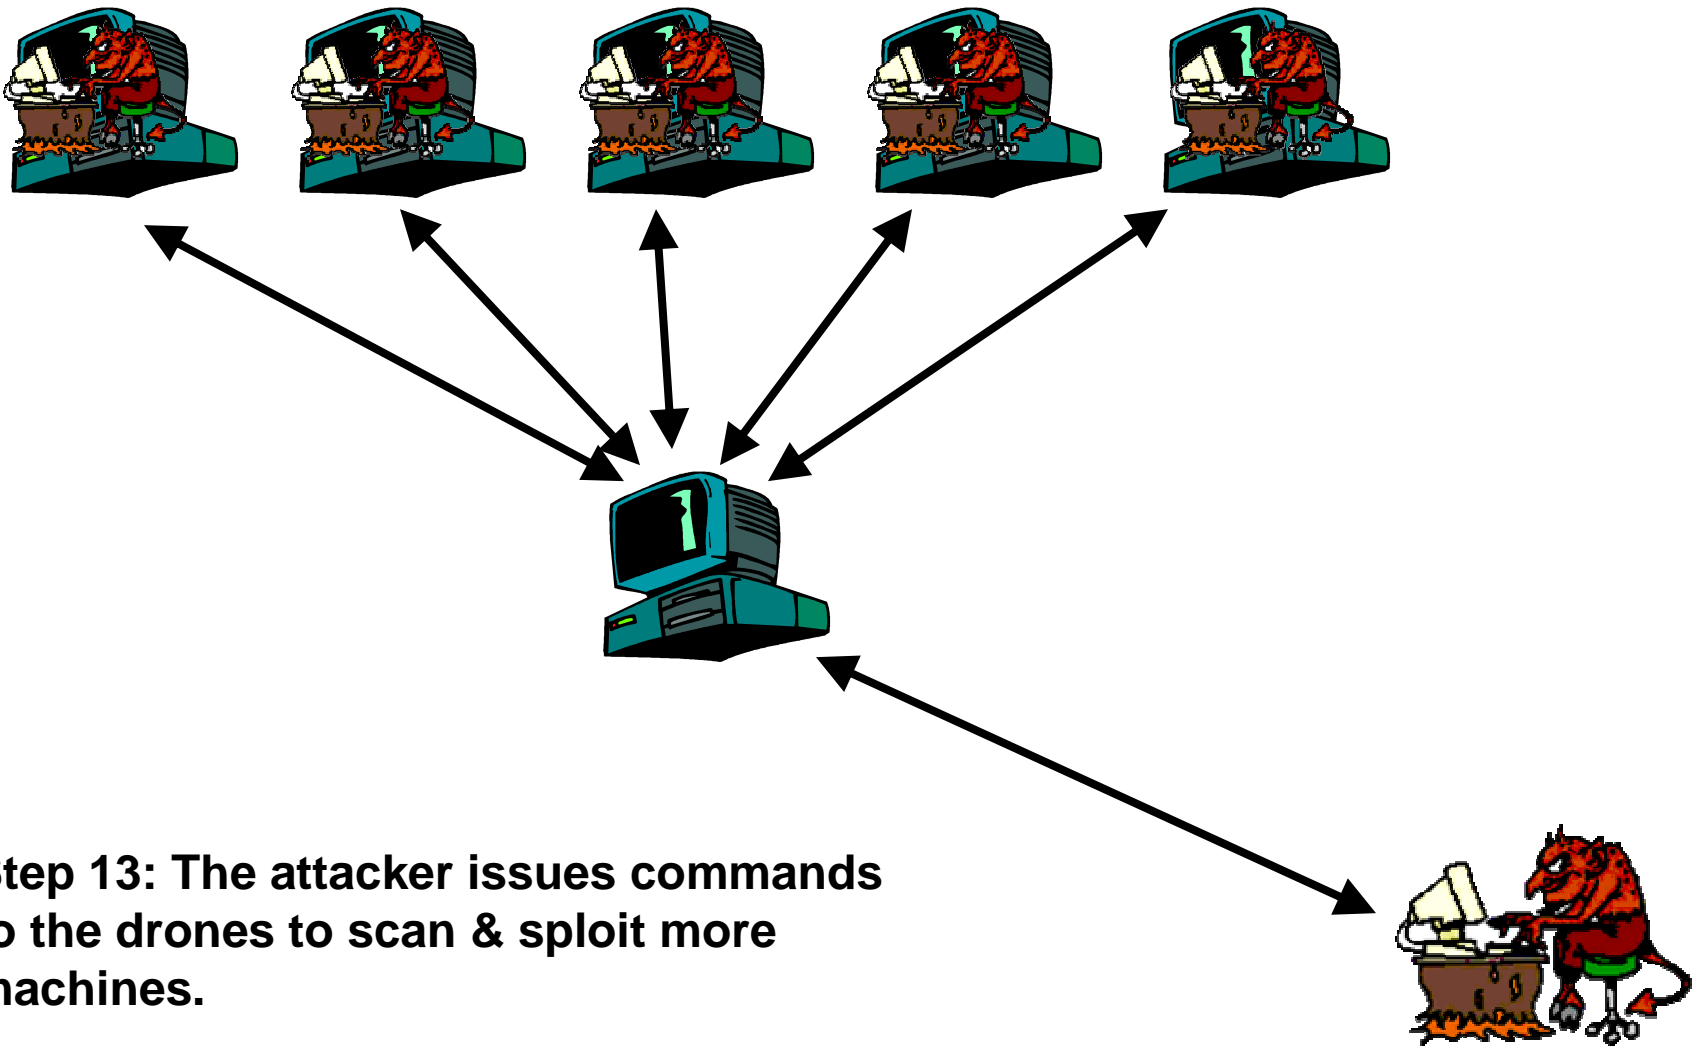 tep 13: The attacker issues commands
o the drones to scan & sploit more
achines.